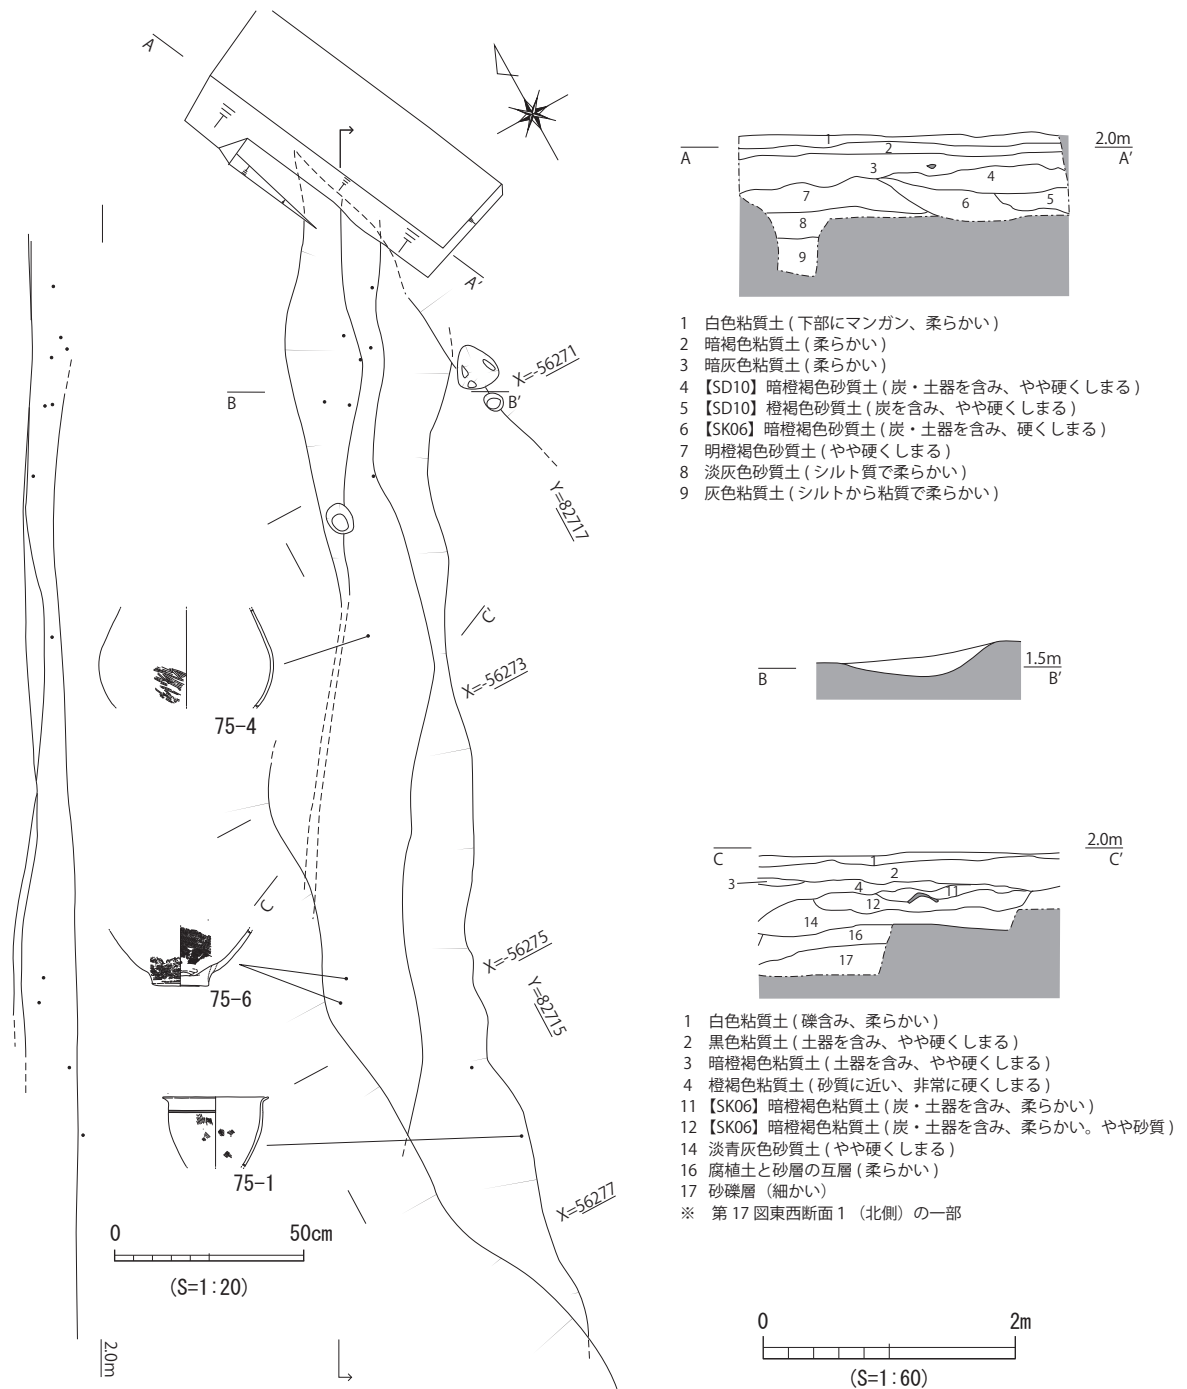 A
A'
B
B'
X=-56271
Y=82717
C'
X=-56273
75-4
C
75-6
X=-56275
Y=82715
75-1
X=-56277
0 50cm
(S=1:20)
2.0m
A
2.0m
A'
1
2
3
4
7
6
5
8
9
1 白色粘質土 ( 下部にマンガン、柔らかい )
2 暗褐色粘質土 ( 柔らかい )
3 暗灰色粘質土 ( 柔らかい )
4 【SD10】暗橙褐色砂質土 ( 炭・土器を含み、やや硬くしまる )
5 【SD10】橙褐色砂質土 ( 炭を含み、やや硬くしまる )
6 【SK06】暗橙褐色砂質土 ( 炭・土器を含み、硬くしまる )
7 明橙褐色砂質土 ( やや硬くしまる )
8 淡灰色砂質土 ( シルト質で柔らかい )
9 灰色粘質土 ( シルトから粘質で柔らかい )
B
1.5m
B'
C
2.0m
C'
1
2
3
4
11
12
14
16
17
1 白色粘質土 ( 礫含み、柔らかい )
2 黒色粘質土 ( 土器を含み、やや硬くしまる )
3 暗橙褐色粘質土 ( 土器を含み、やや硬くしまる )
4 橙褐色粘質土 ( 砂質に近い、非常に硬くしまる )
11 【SK06】暗橙褐色粘質土 ( 炭・土器を含み、柔らかい )
12 【SK06】暗橙褐色粘質土 ( 炭・土器を含み、柔らかい。やや砂質 )
14 淡青灰色砂質土 ( やや硬くしまる )
16 腐植土と砂層の互層 ( 柔らかい )
17 砂礫層（細かい）
※ 第 17 図東西断面 1 （北側）の一部
0 2m
(S=1:60)